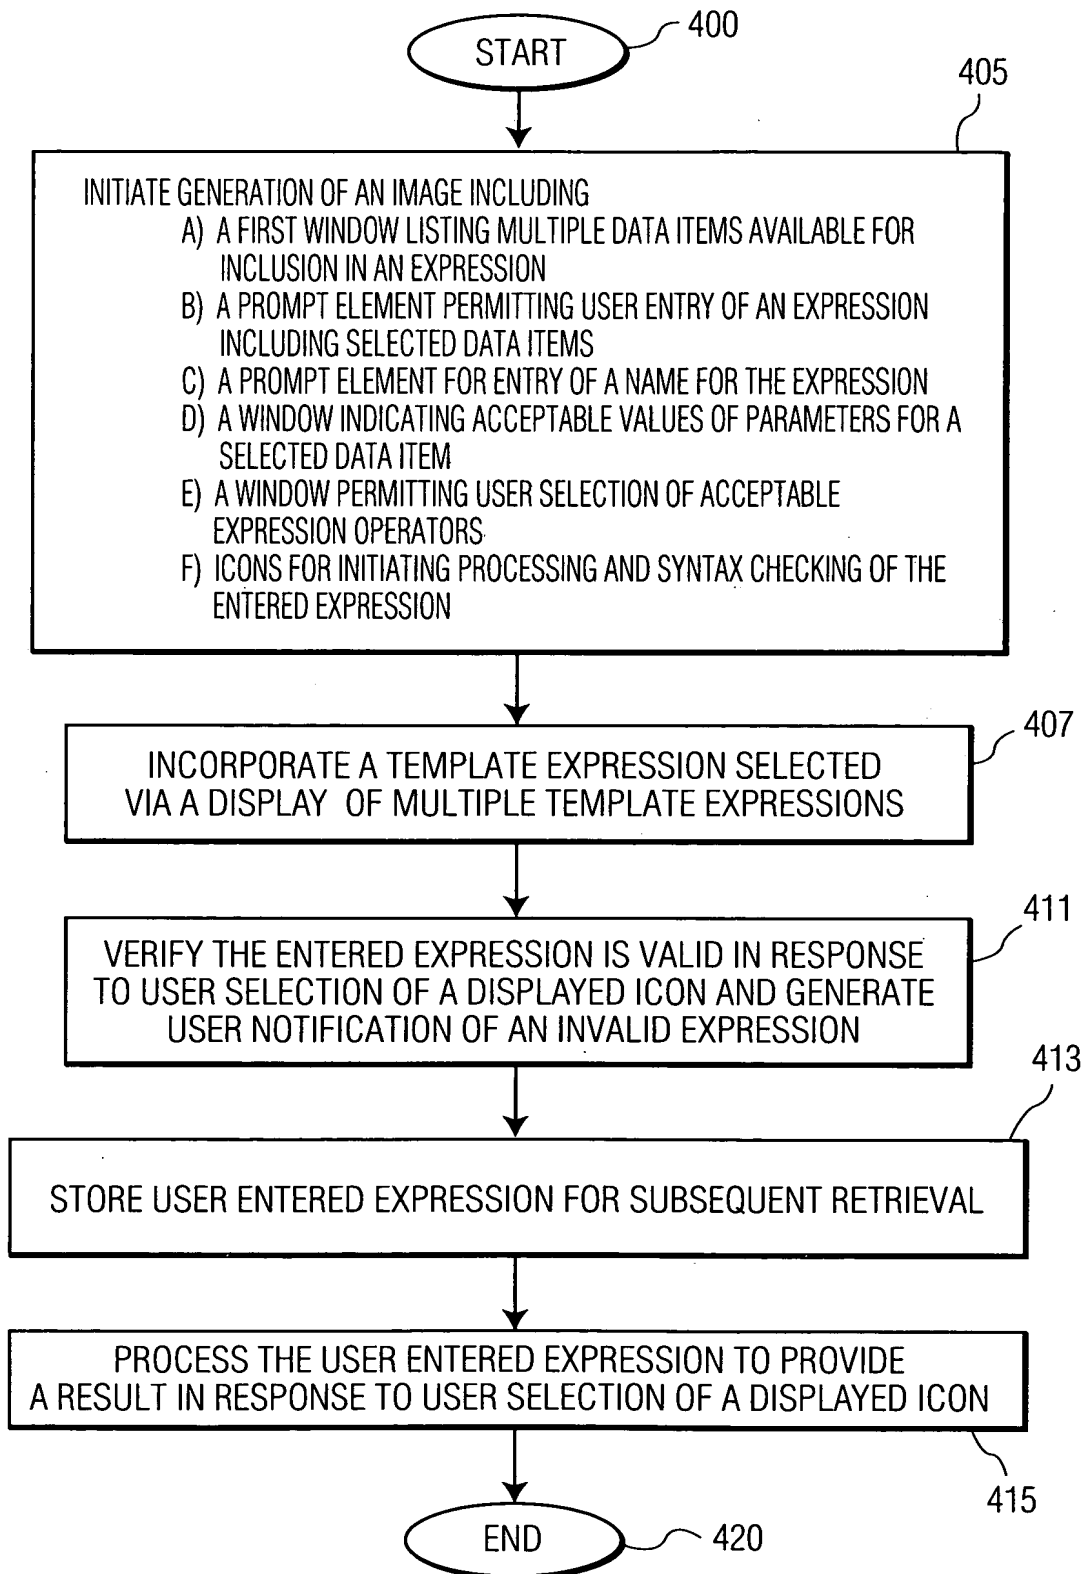 START
400
405
INITIATE GENERATION OF AN IMAGE INCLUDING
A) A FIRST WINDOW LISTING MULTIPLE DATA ITEMS AVAILABLE FOR
INCLUSION IN AN EXPRESSION
B) A PROMPT ELEMENT PERMITTING USER ENTRY OF AN EXPRESSION
INCLUDING SELECTED DATA ITEMS
C) A PROMPT ELEMENT FOR ENTRY OF A NAME FOR THE EXPRESSION
D) A WINDOW INDICATING ACCEPTABLE VALUES OF PARAMETERS FOR A
SELECTED DATA ITEM
E) A WINDOW PERMITTING USER SELECTION OF ACCEPTABLE
EXPRESSION OPERATORS
F) ICONS FOR INITIATING PROCESSING AND SYNTAX CHECKING OF THE
ENTERED EXPRESSION
407
INCORPORATE A TEMPLATE EXPRESSION SELECTED
VIA A DISPLAY OF MULTIPLE TEMPLATE EXPRESSIONS
411
VERIFY THE ENTERED EXPRESSION IS VALID IN RESPONSE
TO USER SELECTION OF A DISPLAYED ICON AND GENERATE
USER NOTIFICATION OF AN INVALID EXPRESSION
413
STORE USER ENTERED EXPRESSION FOR SUBSEQUENT RETRIEVAL
PROCESS THE USER ENTERED EXPRESSION TO PROVIDE
A RESULT IN RESPONSE TO USER SELECTION OF A DISPLAYED ICON
415
END
420